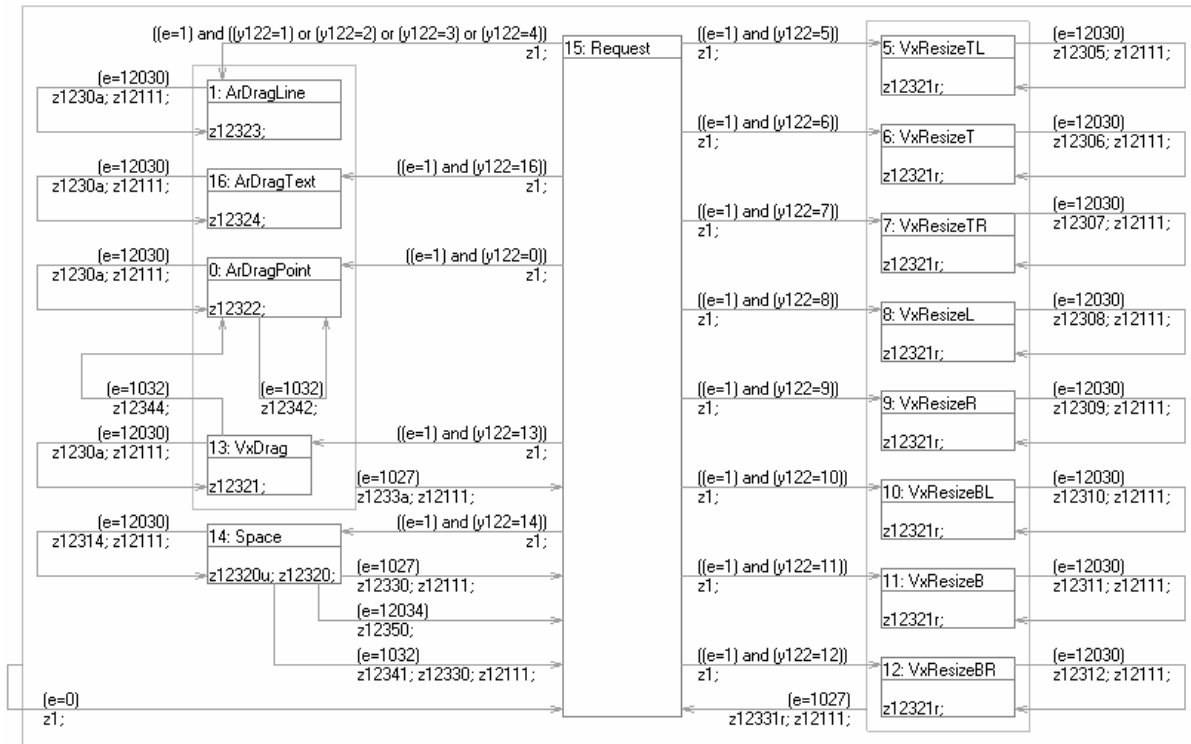 ((e=1) and ((y122=1) or (y122=2) or (y122=3) or (y122=4))
z1;
(e=12030)
z1230a; z12111;
1: ArDragLine
z12323;
(e=12030)
z1230a; z12111;
16: ArDragText
z12324;
((e=1) and (y122=16))
z1;
(e=12030)
z1230a; z12111;
0: ArDragPoint
z12322;
((e=1) and (y122=0))
z1;
(e=1032)
z12344;
(e=1032)
z12342;
(e=12030)
z1230a; z12111;
13: VxDrag
z12321;
((e=1) and (y122=13))
z1;
(e=1027)
z1233a; z12111;
(e=12030)
z12314; z12111;
14: Space
z12320u; z12320;
((e=1) and (y122=14))
z1;
(e=1027)
z12330; z12111;
(e=12034)
z12350;
(e=1032)
z12341; z12330; z12111;
(e=0)
z1;
15: Request
((e=1) and (y122=5))
z1;
5: VxResizeTL
z12321r;
(e=12030)
z12305; z12111;
((e=1) and (y122=6))
z1;
6: VxResizeT
z12321r;
(e=12030)
z12306; z12111;
((e=1) and (y122=7))
z1;
7: VxResizeTR
z12321r;
(e=12030)
z12307; z12111;
((e=1) and (y122=8))
z1;
8: VxResizeL
z12321r;
(e=12030)
z12308; z12111;
((e=1) and (y122=9))
z1;
9: VxResizeR
z12321r;
(e=12030)
z12309; z12111;
((e=1) and (y122=10))
z1;
10: VxResizeBL
z12321r;
(e=12030)
z12310; z12111;
((e=1) and (y122=11))
z1;
11: VxResizeB
z12321r;
(e=12030)
z12311; z12111;
((e=1) and (y122=12))
z1;
12: VxResizeBR
z12321r;
(e=12030)
z12312; z12111;
(e=1027)
z12331r; z12111;